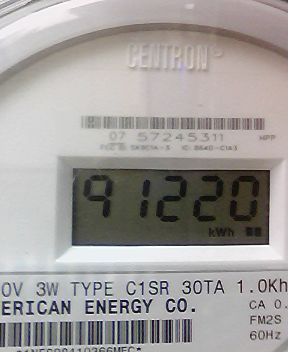 CENTRON®
07 57245311 MPP
91220
kWh
0V 3W TYPE C1SR 30TA 1.0Kh
ERICAN ENERGY CO.
CA 0.
FM2S
60Hz